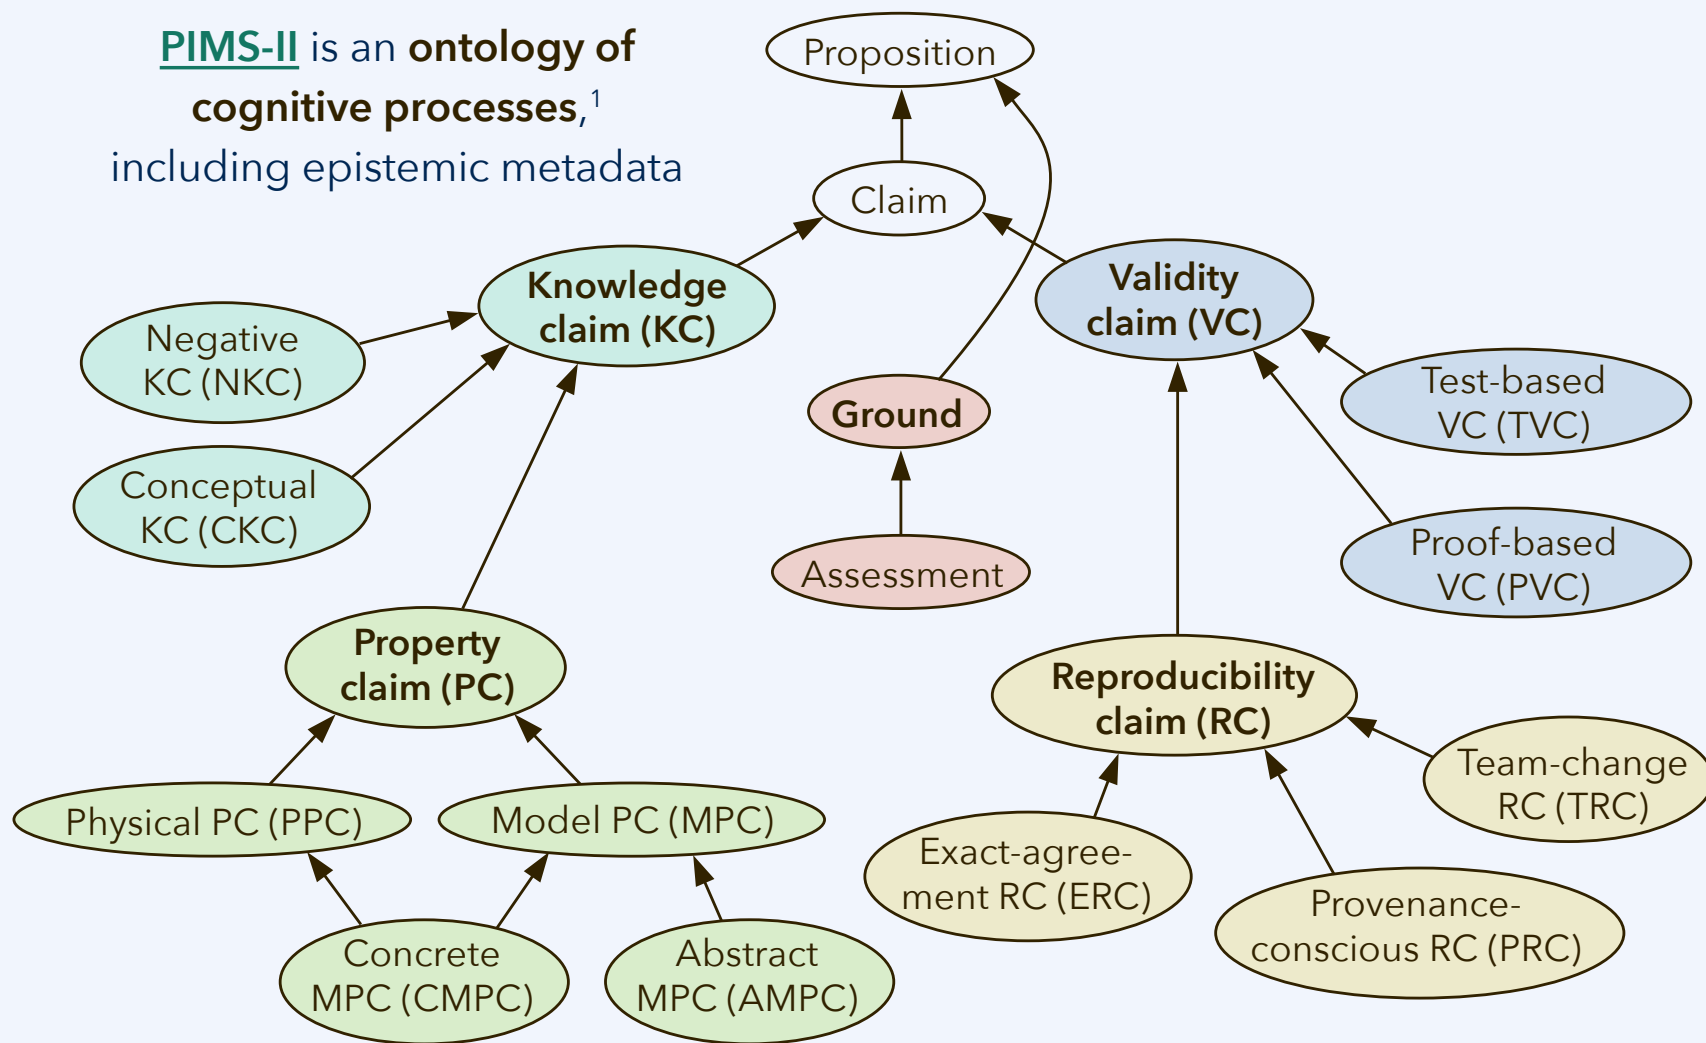 PIMS-II is an ontology of
cognitive processes,1
including epistemic metadata
Proposition
Claim
Knowledge
claim (KC)
Validity
claim (VC)
Negative
KC (NKC)
Test-based
VC (TVC)
Ground
Conceptual
KC (CKC)
Proof-based
VC (PVC)
Assessment
Property
claim (PC)
Reproducibility
claim (RC)
Team-change
RC (TRC)
Physical PC (PPC)
Model PC (MPC)
Exact-agree-
ment RC (ERC)
Provenance-
conscious RC (PRC)
Concrete
MPC (CMPC)
Abstract
MPC (AMPC)